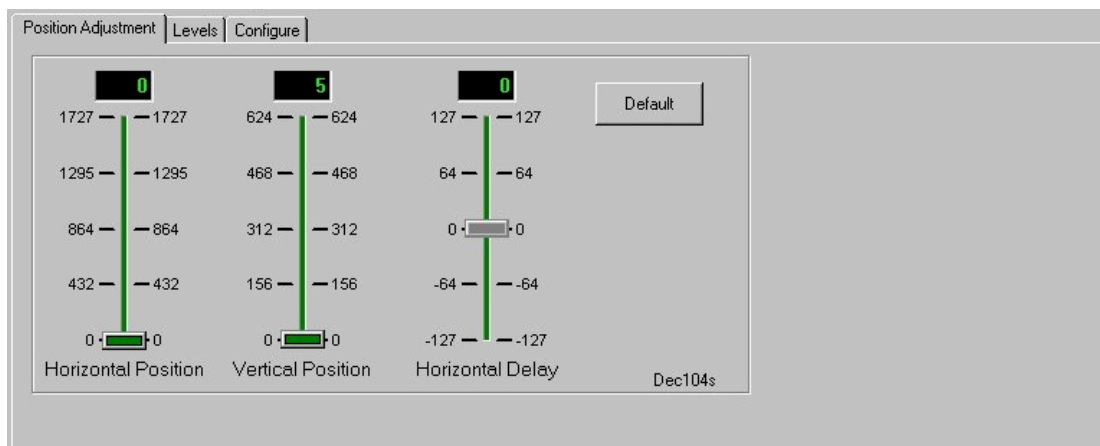 Position Adjustment Levels Configure
0 5 0
Default
1727 1727 624 624 127 127
1295 1295 468 468 64 64
864 864 312 312 0 0
432 432 156 156 -64 -64
0 0 0 0 -127 -127
Horizontal Position Vertical Position Horizontal Delay
Dec104s